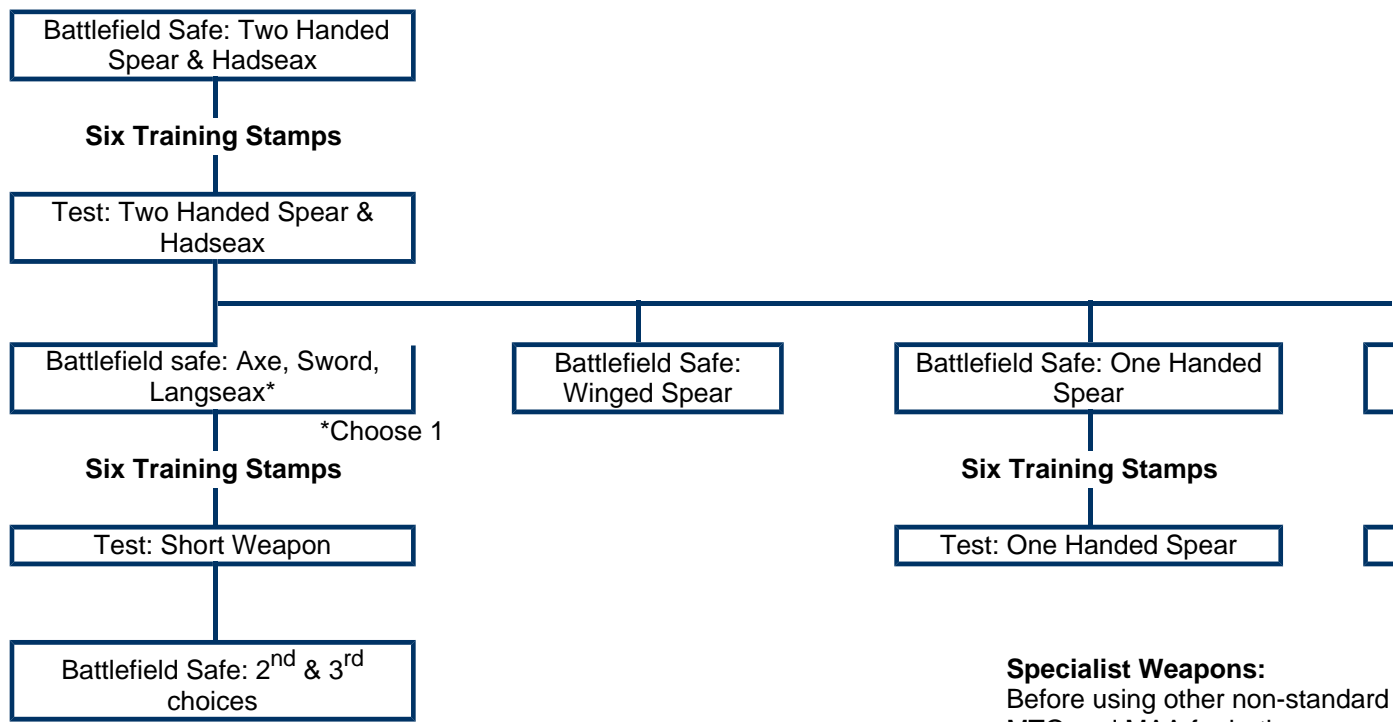 Battlefield Safe: Two Handed
Spear & Hadseax
Six Training Stamps
Test: Two Handed Spear &
Hadseax
Battlefield safe: Axe, Sword,
Langseax*
*Choose 1
Six Training Stamps
Test: Short Weapon
Battlefield Safe: 2nd & 3rd
choices
Battlefield Safe:
Winged Spear
Battlefield Safe: One Handed
Spear
Six Training Stamps
Test: One Handed Spear
Specialist Weapons:
Before using other non-standard